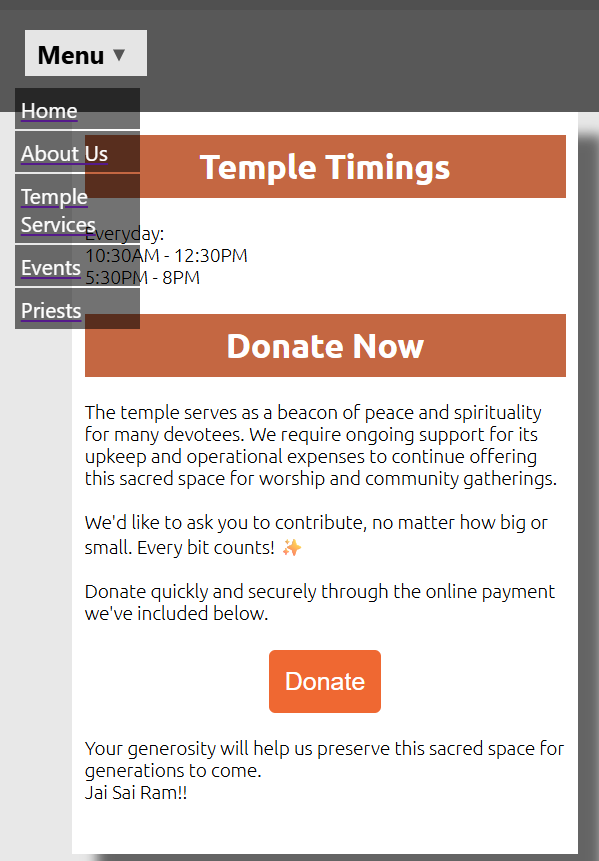 Menu ▼
Home
About Us
Temple
Services
Events
Priests
Temple Timings
Everyday:
10:30AM - 12:30PM
5:30PM - 8PM
Donate Now
The temple serves as a beacon of peace and spirituality
for many devotees. We require ongoing support for its
upkeep and operational expenses to continue offering
this sacred space for worship and community gatherings.
We'd like to ask you to contribute, no matter how big or
small. Every bit counts! ✨
Donate quickly and securely through the online payment
we've included below.
Donate
Your generosity will help us preserve this sacred space for
generations to come.
Jai Sai Ram!!